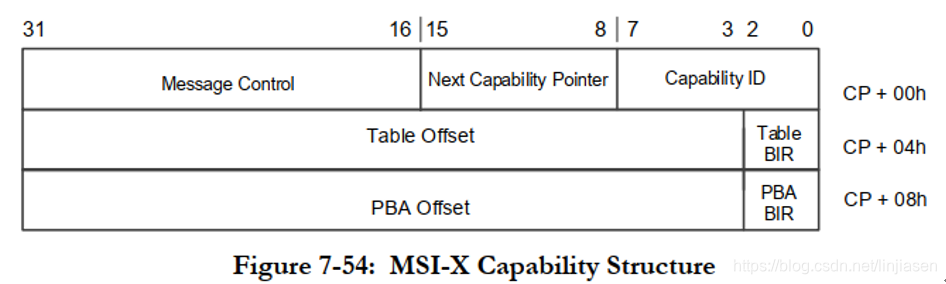 31 16 15 8 7 3 2 0
Message Control Next Capability Pointer Capability ID CP + 00h
Table Offset Table BIR CP + 04h
PBA Offset PBA BIR CP + 08h
Figure 7-54: MSI-X Capability Structure
https://blog.csdn.net/linjiasen